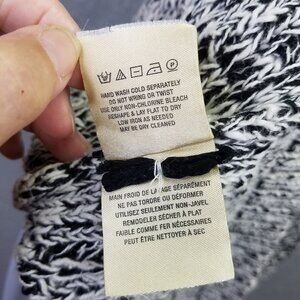 HAND WASH COLD SEPARATELY
DO NOT WRING OR TWIST
USE ONLY NON-CHLORINE BLEACH
RESHAPE & LAY FLAT TO DRY
LOW IRON AS NEEDED
MAY BE DRY CLEANED
MAIN FROID DE LA SÉPARÉMENT
NE PAS TORDRE OU DÉFORMER
UTILISEZ SEULEMENT NON-JAVEL
REMODELER SÉCHER À PLAT
COMME FAIBLE FER NÉCESSAIRES
PEUT ÊTRE NETTOYER À SEC